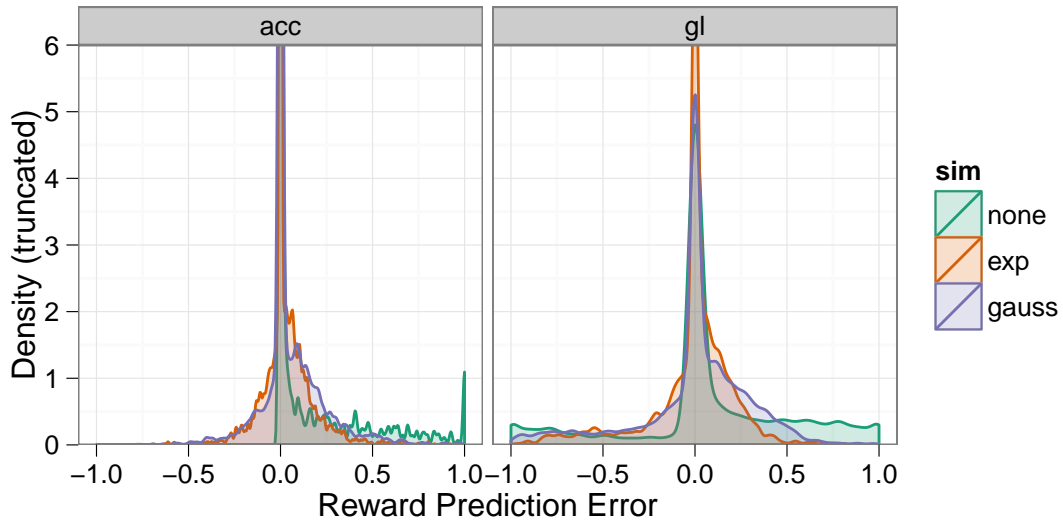 acc
gl
6
5
4
3
2
1
0
Density (truncated)
−1.0 −0.5 0.0 0.5 1.0 −1.0 −0.5 0.0 0.5 1.0
Reward Prediction Error
sim
none
exp
gauss